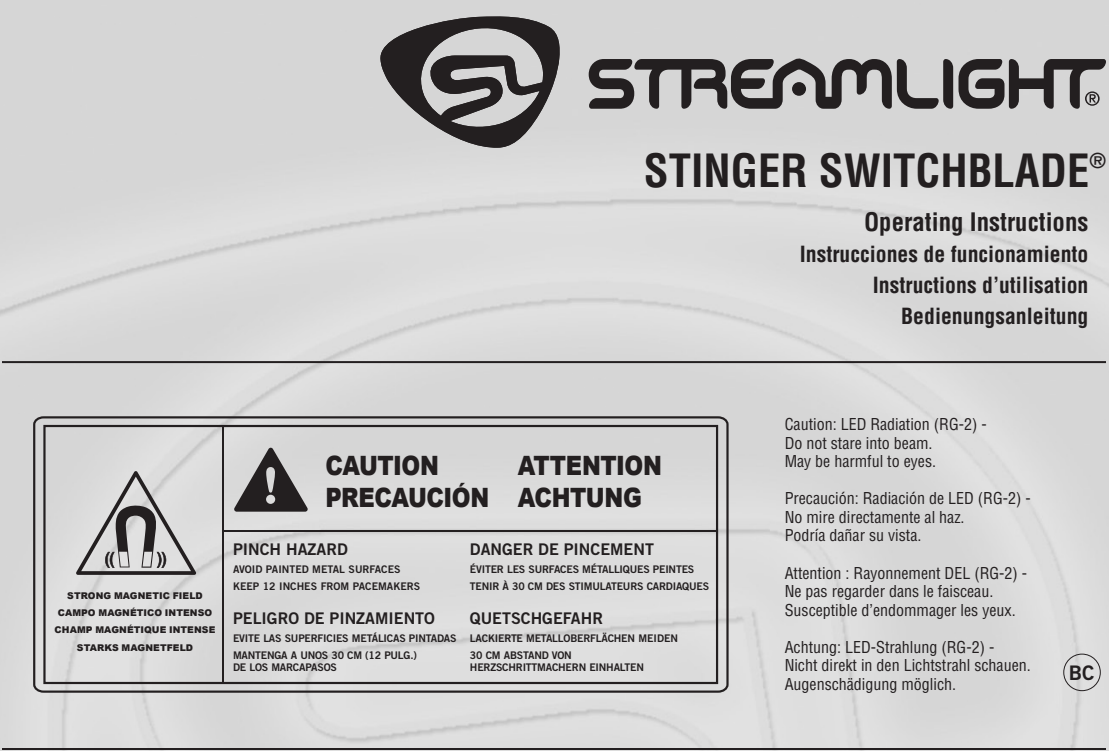 STREAMLIGHT®
STINGER SWITCHBLADE®
Operating Instructions
Instrucciones de funcionamiento
Instructions d'utilisation
Bedienungsanleitung
STRONG MAGNETIC FIELD
CAMPO MAGNÉTICO INTENSO
CHAMP MAGNÉTIQUE INTENSE
STARKS MAGNETFELD
CAUTION ATTENTION
PRECAUCIÓN ACHTUNG
PINCH HAZARD
AVOID PAINTED METAL SURFACES
KEEP 12 INCHES FROM PACEMAKERS
DANGER DE PINCEMENT
ÉVITER LES SURFACES MÉTALLIQUES PEINTES
TENIR À 30 CM DES STIMULATEURS CARDIAQUES
PELIGRO DE PINZAMIENTO
EVITE LAS SUPERFICIES METÁLICAS PINTADAS
MANTENGA A UNOS 30 CM (12 PULG.)
DE LOS MARCAPASOS
QUETSCHGEFAHR
LACKIERTE METALLOBERFLÄCHEN MEIDEN
30 CM ABSTAND VON
HERZSCHRITTMACHERN EINHALTEN
Caution: LED Radiation (RG-2) -
Do not stare into beam.
May be harmful to eyes.
Precaución: Radiación de LED (RG-2) -
No mire directamente al haz.
Podría dañar su vista.
Attention : Rayonnement DEL (RG-2) -
Ne pas regarder dans le faisceau.
Susceptible d'endommager les yeux.
Achtung: LED-Strahlung (RG-2) -
Nicht direkt in den Lichtstrahl schauen.
Augenschädigung möglich.
BC